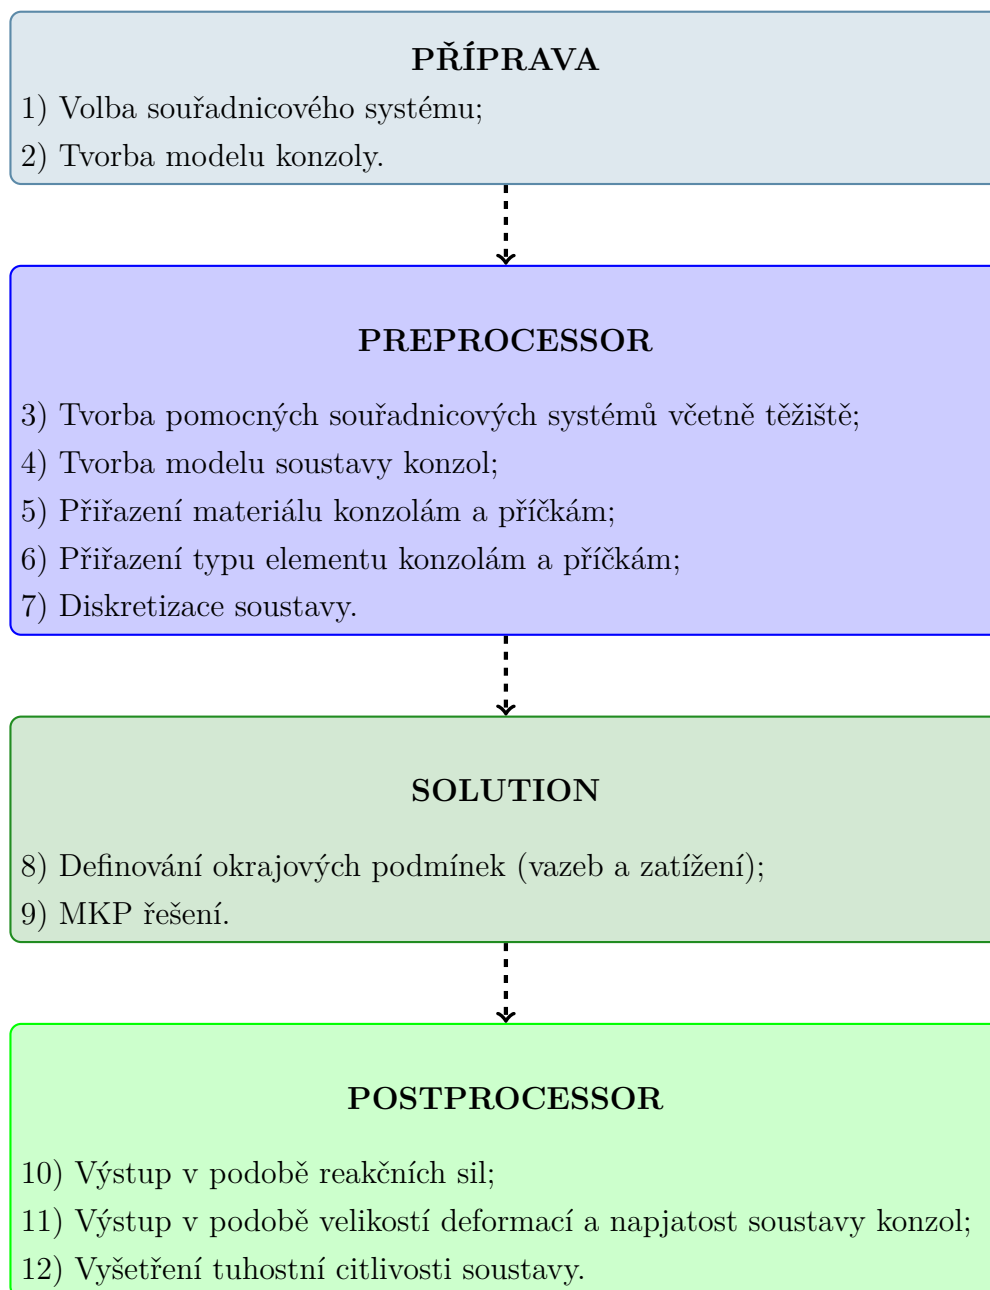 PŘÍPRAVA
1) Volba souřadnicového systému;
2) Tvorba modelu konzoly.
PREPROCESSOR
3) Tvorba pomocných souřadnicových systémů včetně těžiště;
4) Tvorba modelu soustavy konzol;
5) Přiřazení materiálu konzolám a příčkám;
6) Přiřazení typu elementu konzolám a příčkám;
7) Diskretizace soustavy.
SOLUTION
8) Definování okrajových podmínek (vazeb a zatížení);
9) MKP řešení.
POSTPROCESSOR
10) Výstup v podobě reakčních sil;
11) Výstup v podobě velikostí deformací a napjatost soustavy konzol;
12) Vyšetření tuhostní citlivosti soustavy.